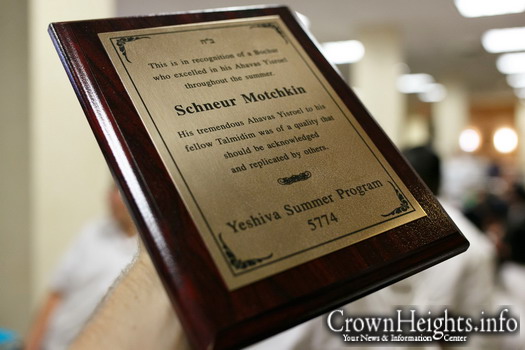 ב"ה
This is in recognition of a Bochur
who excelled in his Ahavas Yisroel
throughout the summer.
Schneur Motchkin
His tremendous Ahavas Yisroel to his
fellow Talmidim was of a quality that
should be acknowledged
and replicated by others.
Yeshiva Summer Program
5774
CrownHeights.info
Your News & Information Center